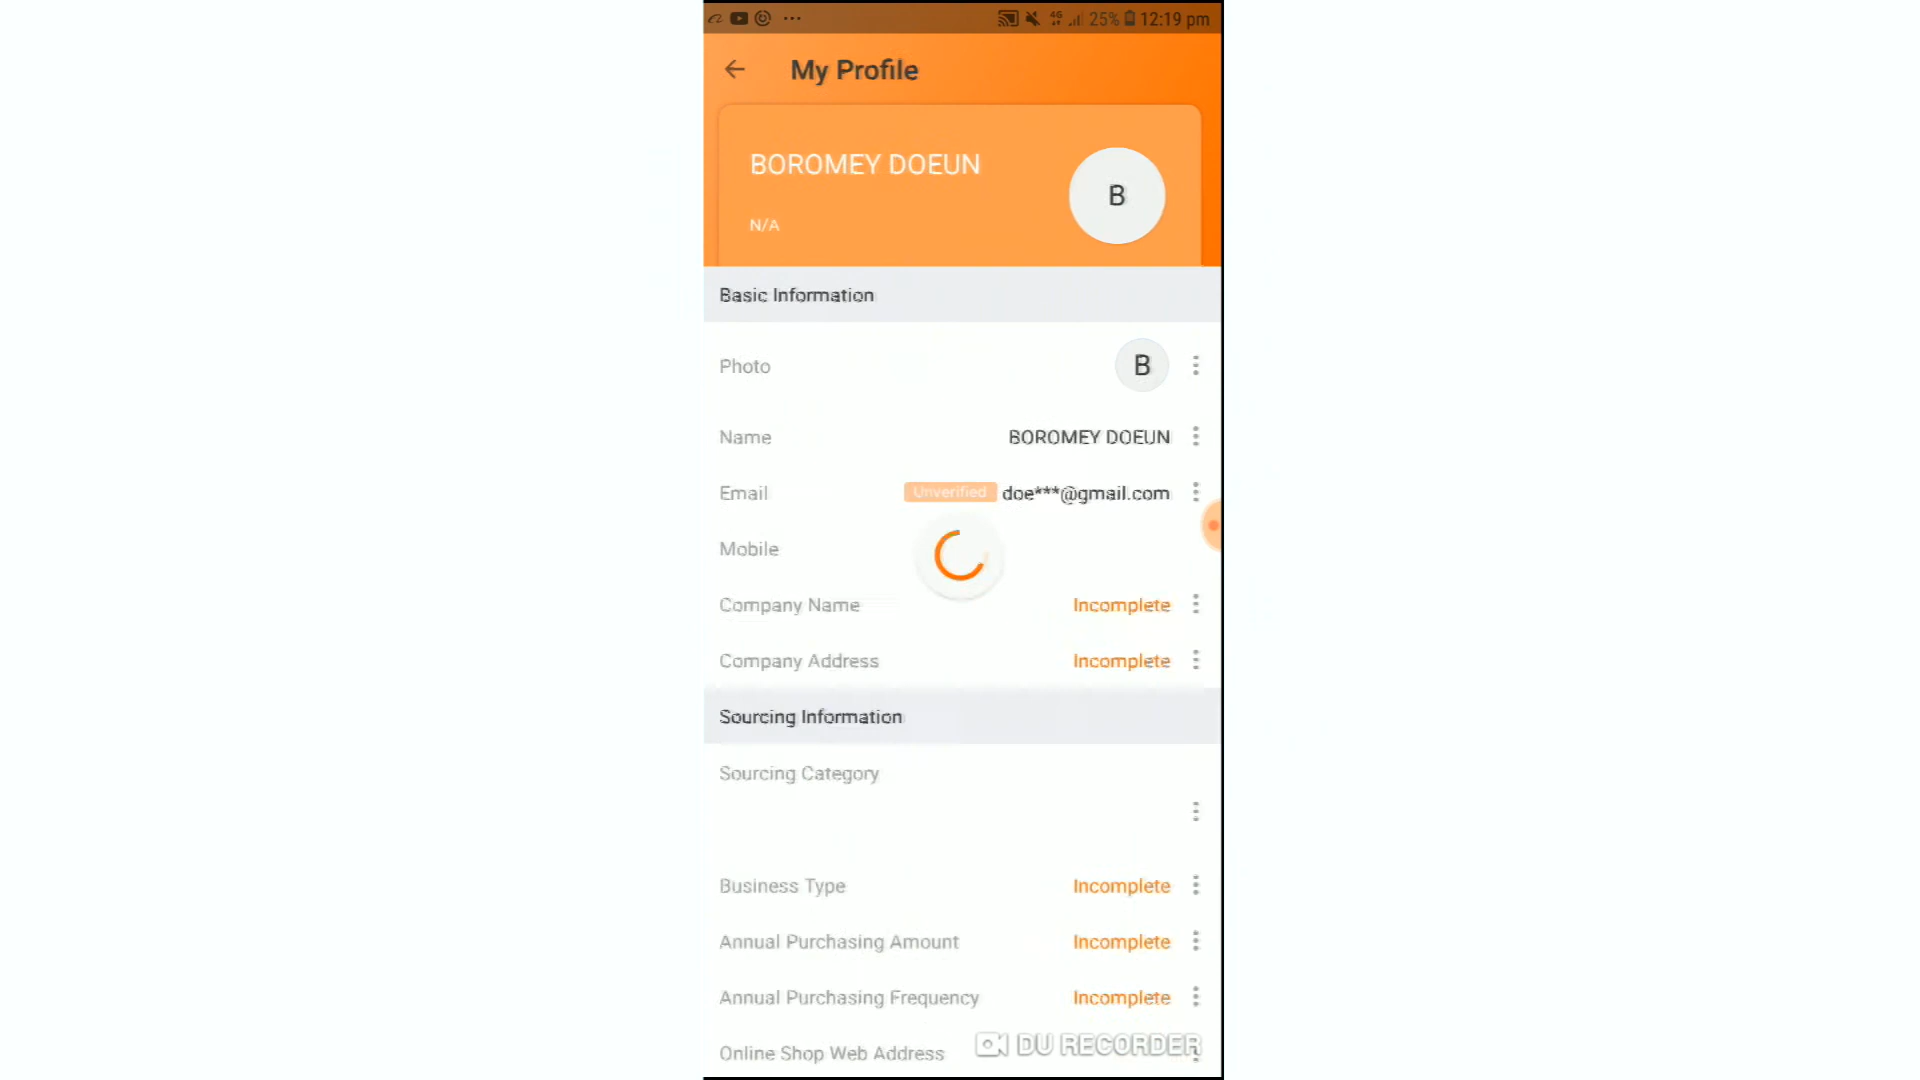 25% 12:19 pm
My Profile
BOROMEY DOEUN
B
N/A
Basic Information
Photo B
Name BOROMEY DOEUN
Email Unverified doe***@gmail.com
Mobile
Company Name Incomplete
Company Address Incomplete
Sourcing Information
Sourcing Category
Business Type Incomplete
Annual Purchasing Amount Incomplete
Annual Purchasing Frequency Incomplete
Online Shop Web Address
DU RECORDER